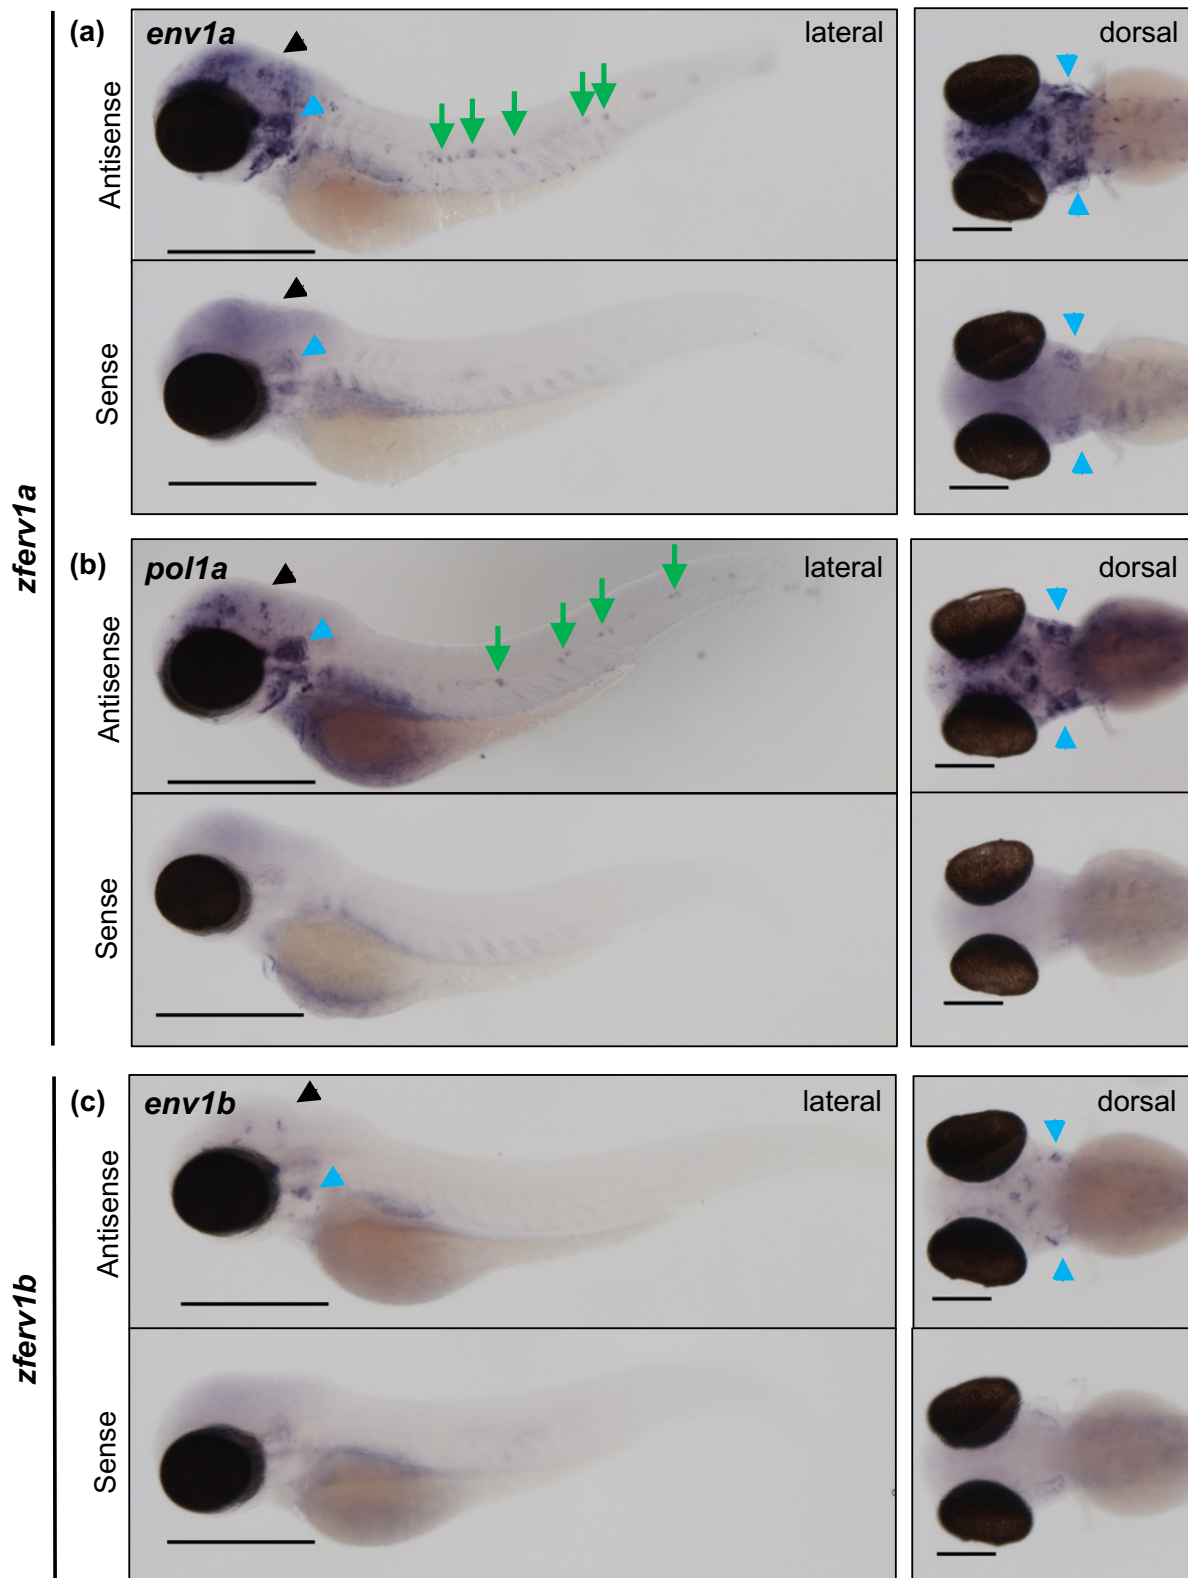 zferv1a
(a)
env1a
lateral
dorsal
Antisense
Sense
(b)
pol1a
lateral
dorsal
Antisense
Sense
zferv1b
(c)
env1b
lateral
dorsal
Antisense
Sense